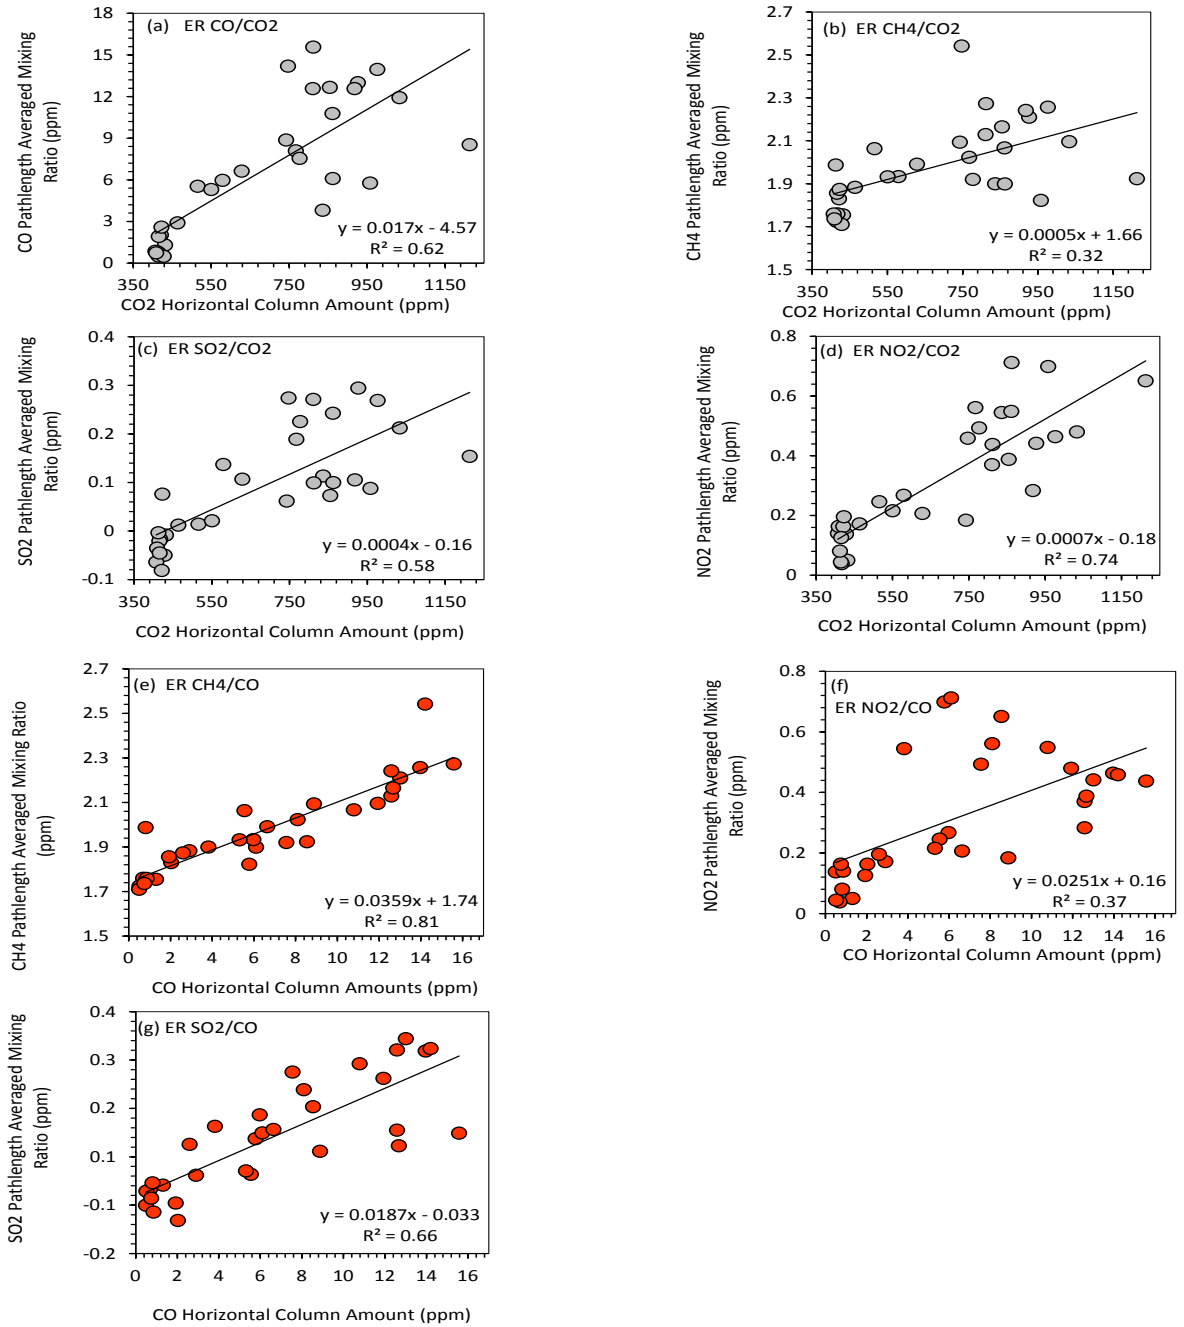 (a) ER CO/CO2
CO Pathlength Averaged Mixing
Ratio (ppm)
18
15
12
9
6
3
0
y = 0.017x - 4.57
R² = 0.62
350 550 750 950 1150
CO2 Horizontal Column Amount (ppm)
(b) ER CH4/CO2
CH4 Pathlength Averaged Mixing
Ratio (ppm)
2.7
2.5
2.3
2.1
1.9
1.7
1.5
y = 0.0005x + 1.66
R² = 0.32
350 550 750 950 1150
CO2 Horizontal Column Amount (ppm)
(c) ER SO2/CO2
SO2 Pathlength Averaged Mixing
Ratio (ppm)
0.4
0.3
0.2
0.1
0
-0.1
y = 0.0004x - 0.16
R² = 0.58
350 550 750 950 1150
CO2 Horizontal Column Amount (ppm)
(d) ER NO2/CO2
NO2 Pathlength Averaged Mixing
Ratio (ppm)
0.8
0.6
0.4
0.2
0
y = 0.0007x - 0.18
R² = 0.74
350 550 750 950 1150
CO2 Horizontal Column Amount (ppm)
(e) ER CH4/CO
CH4 Pathlength Averaged Mixing Ratio
(ppm)
2.7
2.5
2.3
2.1
1.9
1.7
1.5
y = 0.0359x + 1.74
R² = 0.81
0 2 4 6 8 10 12 14 16
CO Horizontal Column Amounts (ppm)
(f)
ER NO2/CO
NO2 Pathlength Averaged Mixing
Ratio (ppm)
0.8
0.6
0.4
0.2
0
y = 0.0251x + 0.16
R² = 0.37
0 2 4 6 8 10 12 14 16
CO Horizontal Column Amount (ppm)
(g) ER SO2/CO
SO2 Pathlength Averaged Mixing
Ratio (ppm)
0.4
0.3
0.2
0.1
-0.1
-0.2
y = 0.0187x - 0.033
R² = 0.66
0 2 4 6 8 10 12 14 16
CO Horizontal Column Amount (ppm)